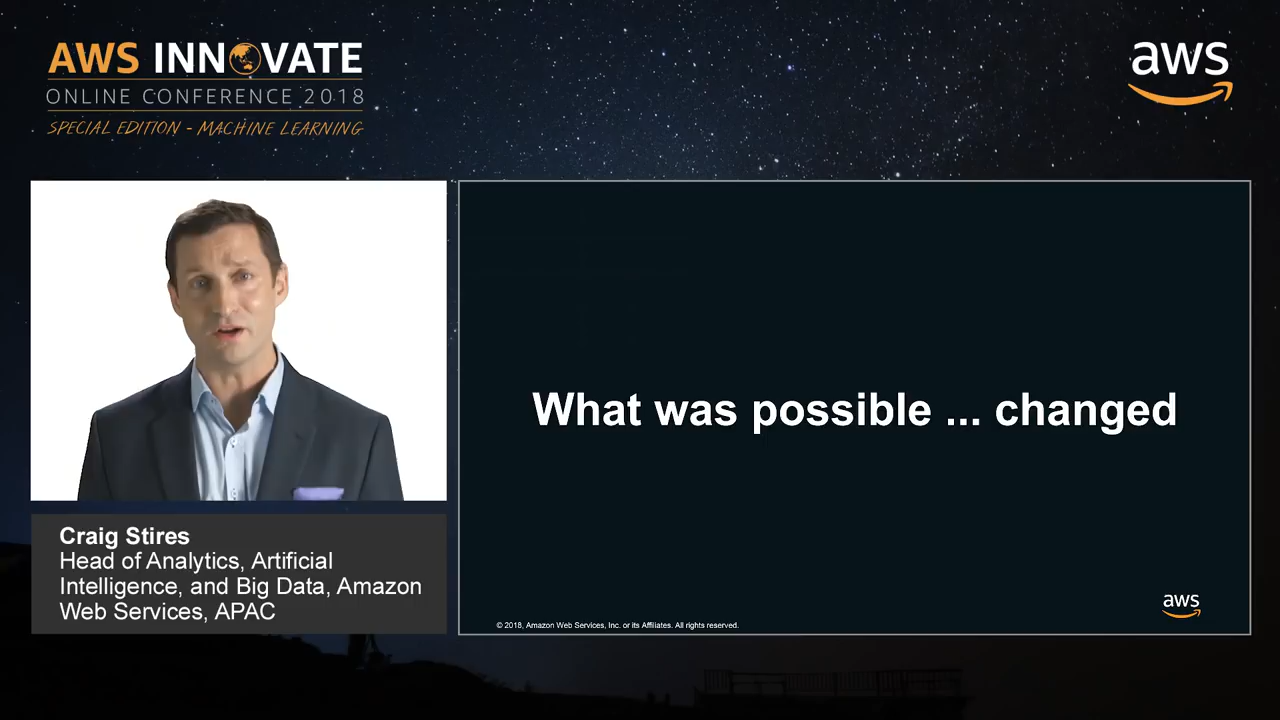 AWS INNOVATE
ONLINE CONFERENCE 2018
SPECIAL EDITION - MACHINE LEARNING
aws
What was possible ... changed
Craig Stires
Head of Analytics, Artificial
Intelligence, and Big Data, Amazon
Web Services, APAC
aws
© 2018, Amazon Web Services, Inc. or its Affiliates. All rights reserved.